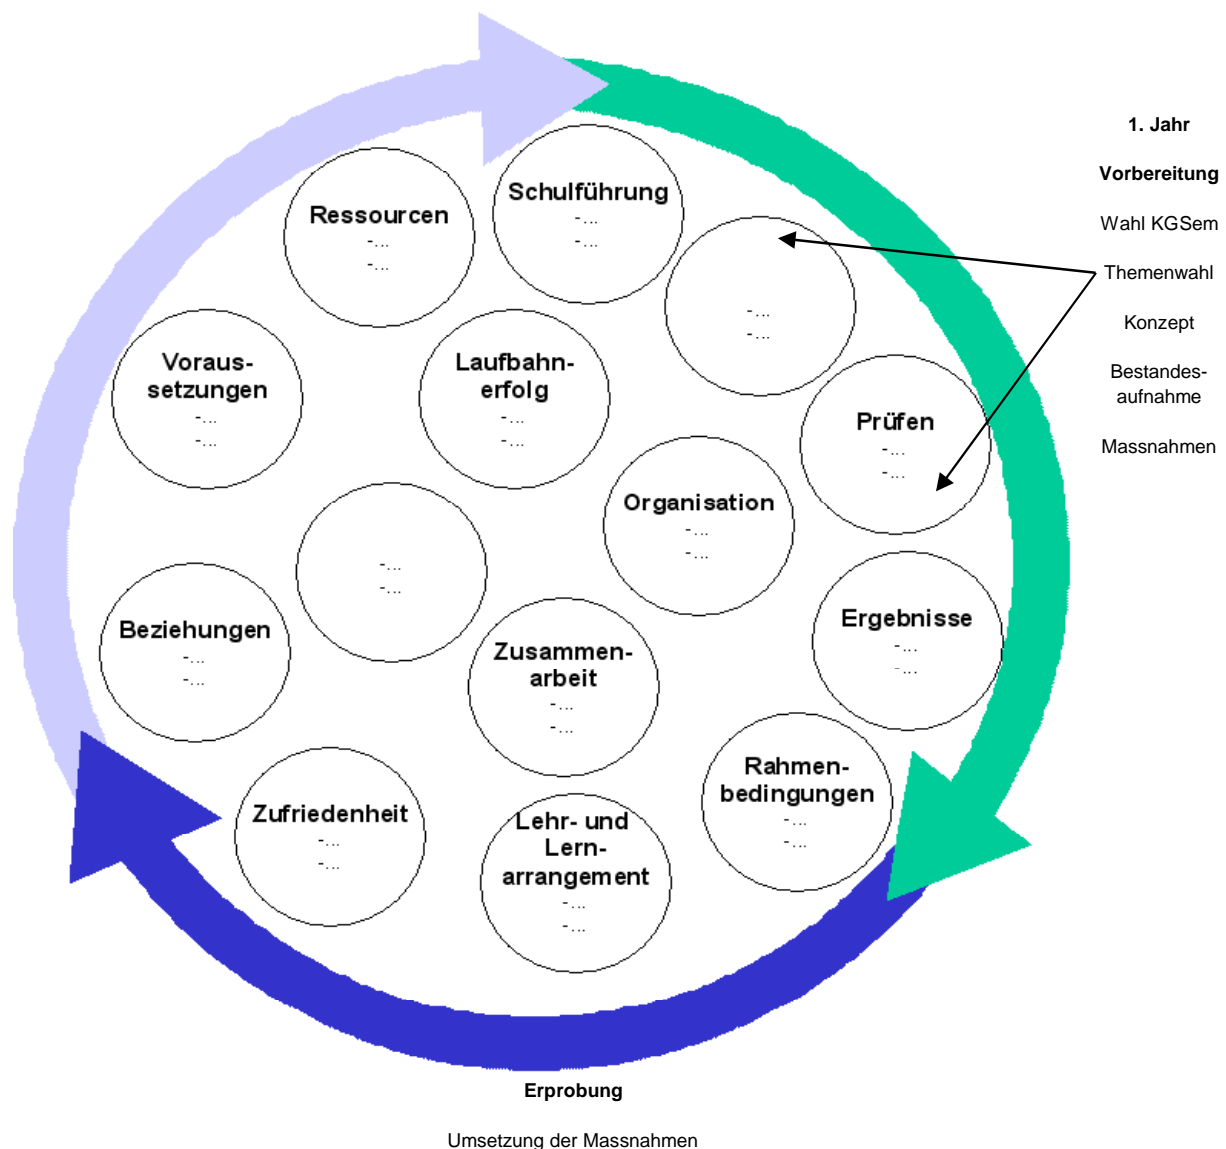 1. Jahr
Vorbereitung
Wahl KGSem
Themenwahl
Konzept
Bestandes-
aufnahme
Massnahmen
Schulführung
-...
-...
Ressourcen
-...
-...
-...
-...
Voraus-
setzungen
-...
-...
Laufbahn-
erfolg
-...
-...
Prüfen
-...
-...
Organisation
-...
-...
-...
-...
Beziehungen
-...
-...
Zusammen-
arbeit
-...
-...
Ergebnisse
-...
-...
Rahmen-
bedingungen
-...
-...
Zufriedenheit
-...
-...
Lehr- und
Lern-
arrangement
-...
-...
Erprobung
Umsetzung der Massnahmen